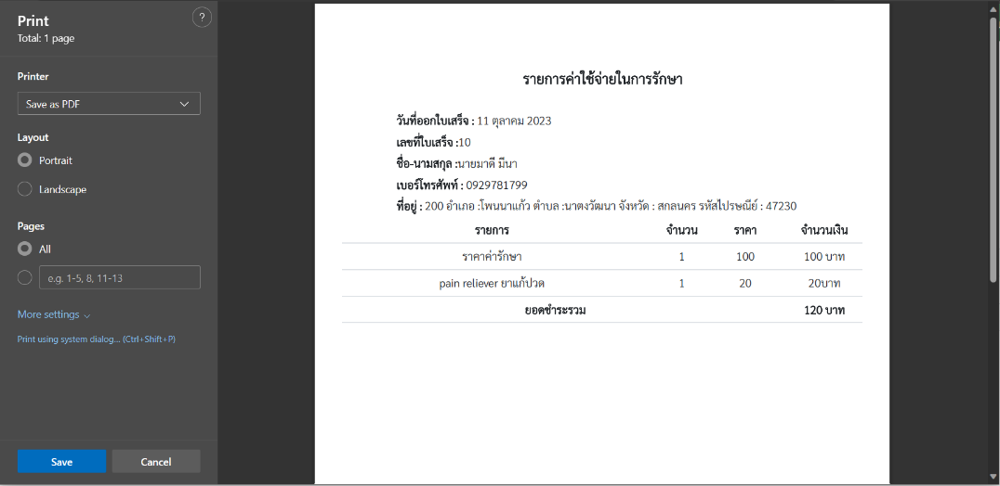 Print
?
Total: 1 page
Printer
Save as PDF
Layout
Portrait
Landscape
Pages
All
e.g. 1-5, 8, 11-13
More settings
Print using system dialog... (Ctrl+Shift+P)
Save
Cancel
รายการค่าใช้จ่ายในการรักษา
วันที่ออกใบเสร็จ : 11 ตุลาคม 2023
เลขที่ใบเสร็จ :10
ชื่อ-นามสกุล :นายมาดี มีนา
เบอร์โทรศัพท์ : 0929781799
ที่อยู่ : 200 อำเภอ :โพนนาแก้ว ตำบล :นาตงวัฒนา จังหวัด : สกลนคร รหัสไปรษณีย์ : 47230
รายการ จำนวน ราคา จำนวนเงิน
ราคาค่ารักษา 1 100 100 บาท
pain reliever ยาแก้ปวด 1 20 20บาท
ยอดชำระรวม 120 บาท